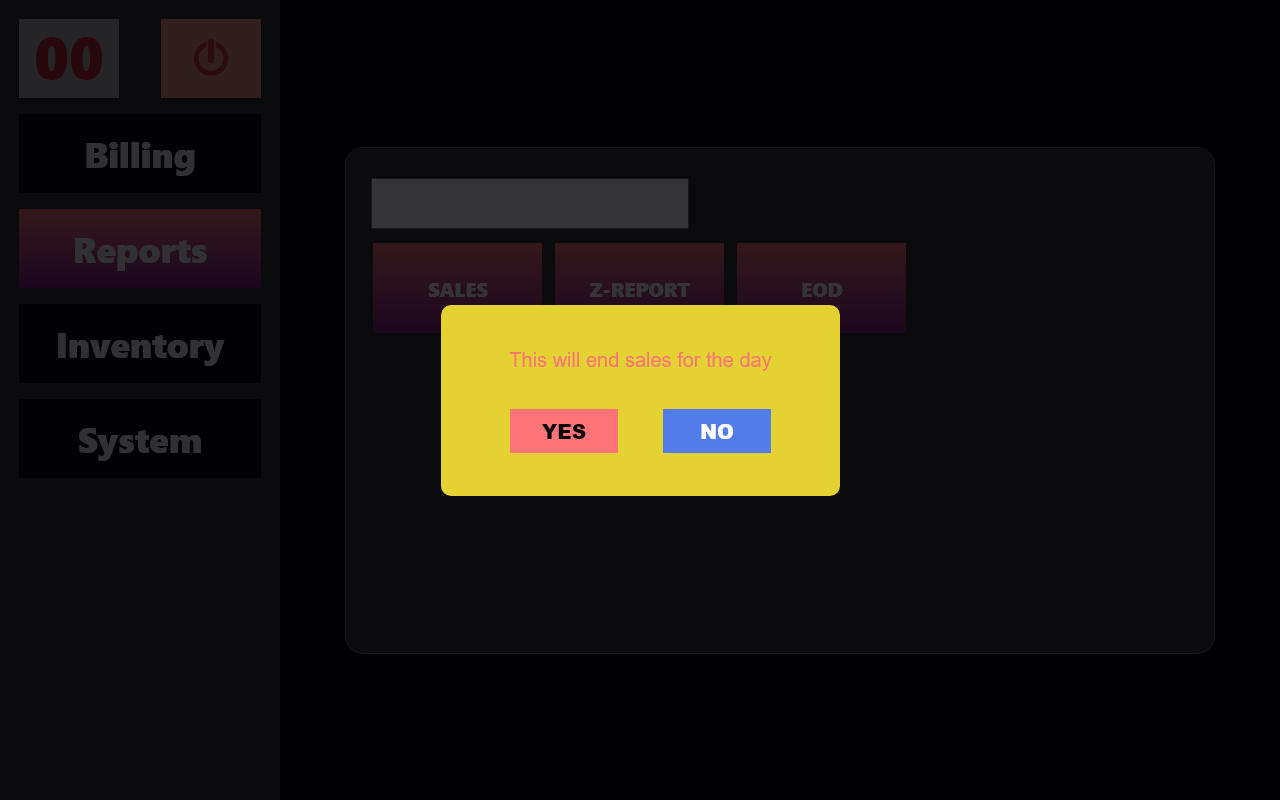 00
Billing
Reports
Inventory
System
SALES
Z-REPORT
EOD
This will end sales for the day
YES
NO